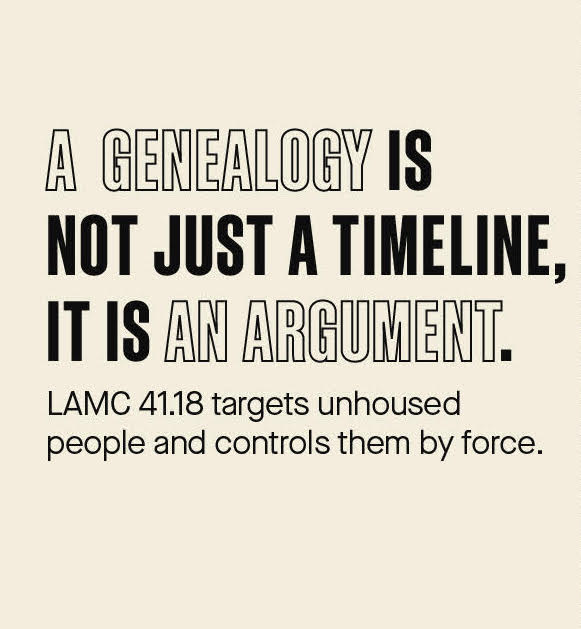 A GENEALOGY IS
NOT JUST A TIMELINE,
IT IS AN ARGUMENT.
LAMC 41.18 targets unhoused
people and controls them by force.